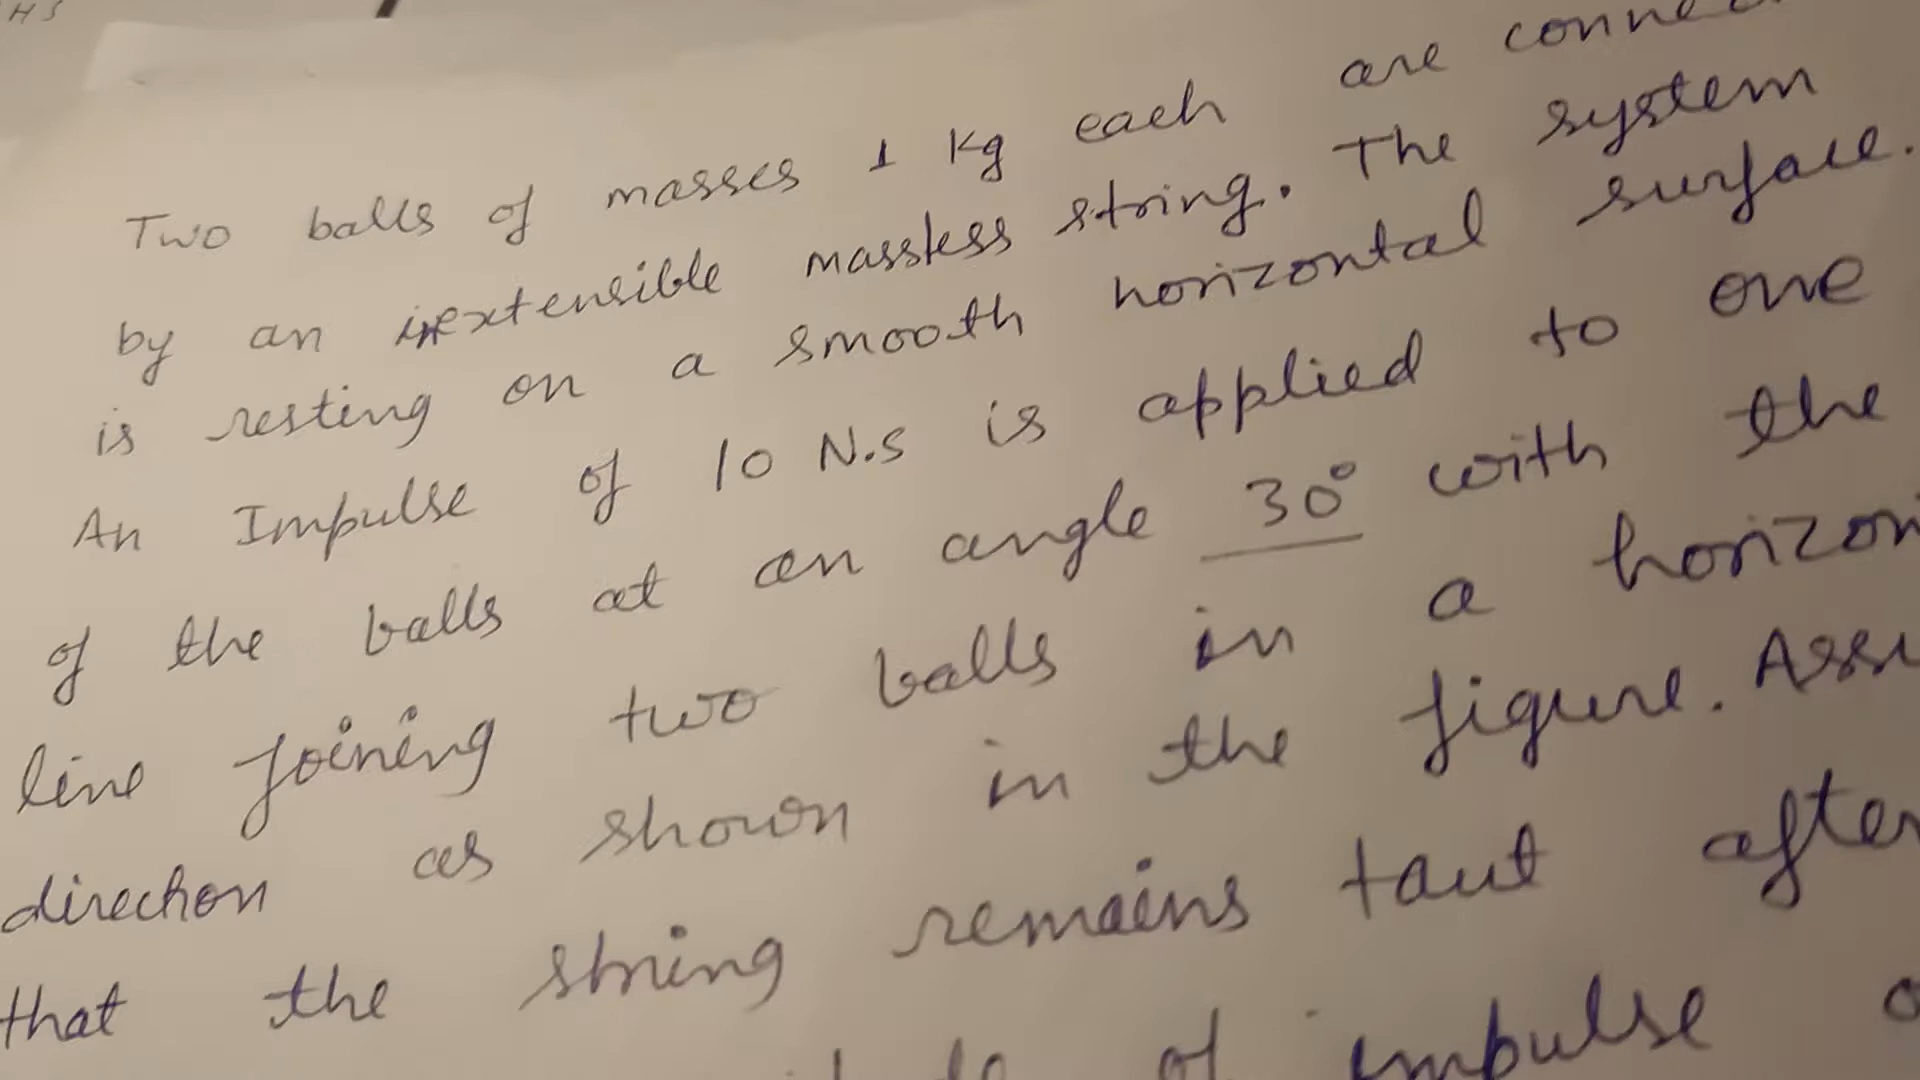 HS
Two balls of masses 1 Kg each are connec
by an inextensible massless string. The system
is resting on a smooth horizontal surface.
An Impulse of 10 N.s is applied to one
of the balls at an angle 30° with the
line joining two balls in a horizon
direction as shown in the figure. Assu
that the string remains taut after
of impulse